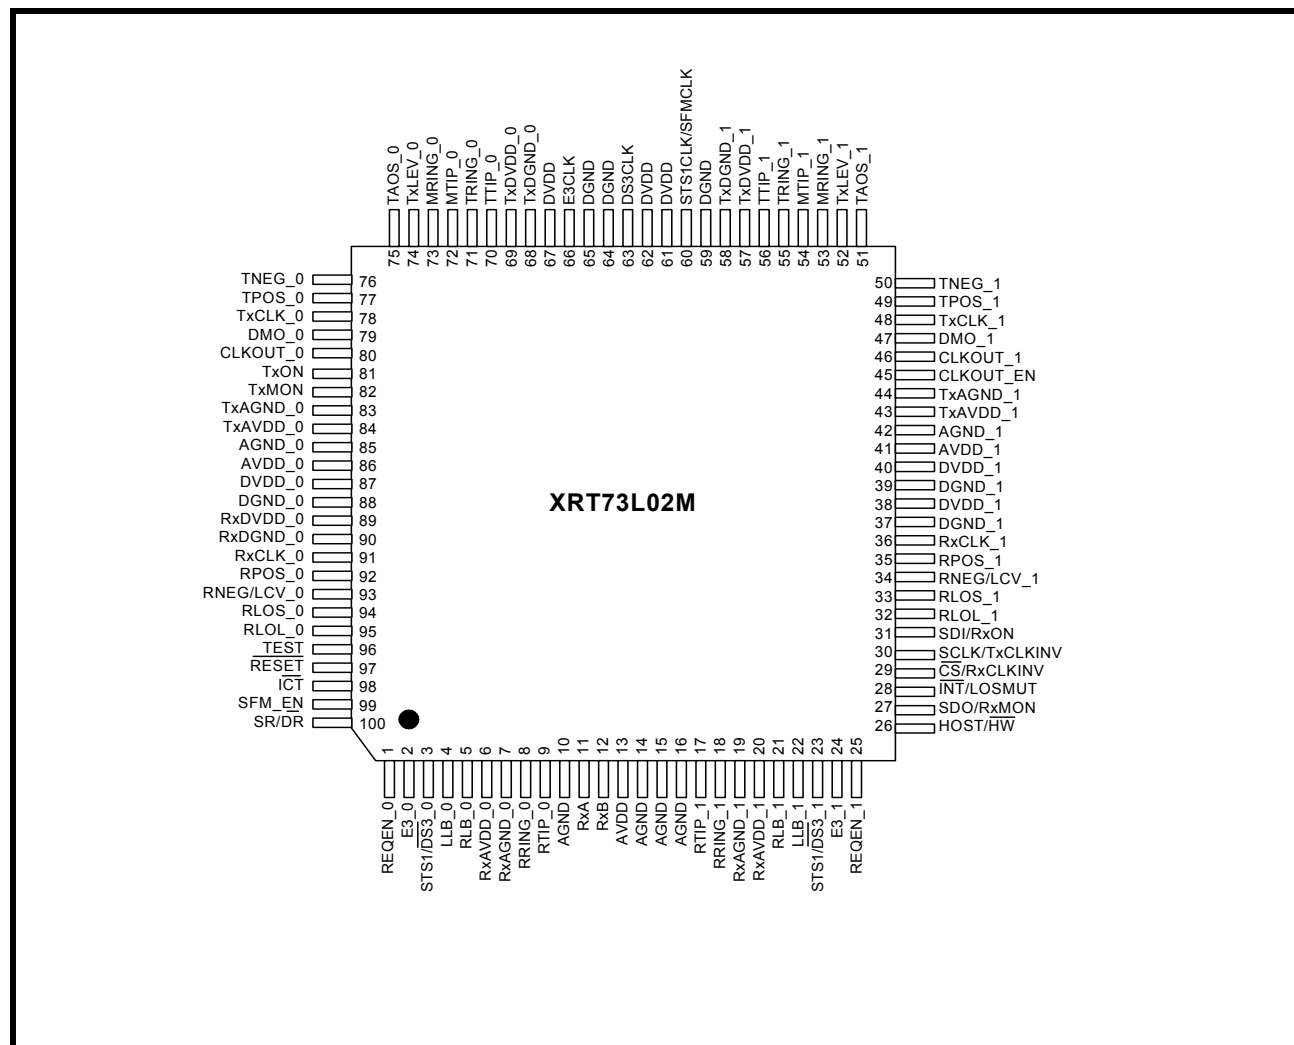 TAOS_0
TxLEV_0
MRING_0
MTIP_0
TRING_0
TTIP_0
TxDVDD_0
TxDGND_0
DVDD
E3CLK
DGND
DGND
DS3CLK
DVDD
DVDD
STS1CLK/SFMCLK
DGND
TxDGND_1
TxDVDD_1
TTIP_1
TRING_1
MTIP_1
MRING_1
TxLEV_1
TAOS_1
75
74
73
72
71
70
69
68
67
66
65
64
63
62
61
60
59
58
57
56
55
54
53
52
51
TNEG_0 76
TPOS_0 77
TxCLK_0 78
DMO_0 79
CLKOUT_0 80
TxON 81
TxMON 82
TxAGND_0 83
TxAVDD_0 84
AGND_0 85
AVDD_0 86
DVDD_0 87
DGND_0 88
RxDVDD_0 89
RxDGND_0 90
RxCLK_0 91
RPOS_0 92
RNEG/LCV_0 93
RLOS_0 94
RLOL_0 95
TEST 96
RESET 97
ICT 98
SFM_EN 99
SR/DR 100
XRT73L02M
50 TNEG_1
49 TPOS_1
48 TxCLK_1
47 DMO_1
46 CLKOUT_1
45 CLKOUT_EN
44 TxAGND_1
43 TxAVDD_1
42 AGND_1
41 AVDD_1
40 DVDD_1
39 DGND_1
38 DVDD_1
37 DGND_1
36 RxCLK_1
35 RPOS_1
34 RNEG/LCV_1
33 RLOS_1
32 RLOL_1
31 SDI/RxON
30 SCLK/TxCLKINV
29 CS/RxCLKINV
28 INT/LOSMUT
27 SDO/RxMON
26 HOST/HW
1
2
3
4
5
6
7
8
9
10
11
12
13
14
15
16
17
18
19
20
21
22
23
24
25
REQEN_0
E3_0
STS1/DS3_0
LLB_0
RLB_0
RxAVDD_0
RxAGND_0
RRING_0
RTIP_0
AGND
RxA
RxB
AVDD
AGND
AGND
AGND
RTIP_1
RRING_1
RxAGND_1
RxAVDD_1
RLB_1
LLB_1
STS1/DS3_1
E3_1
REQEN_1